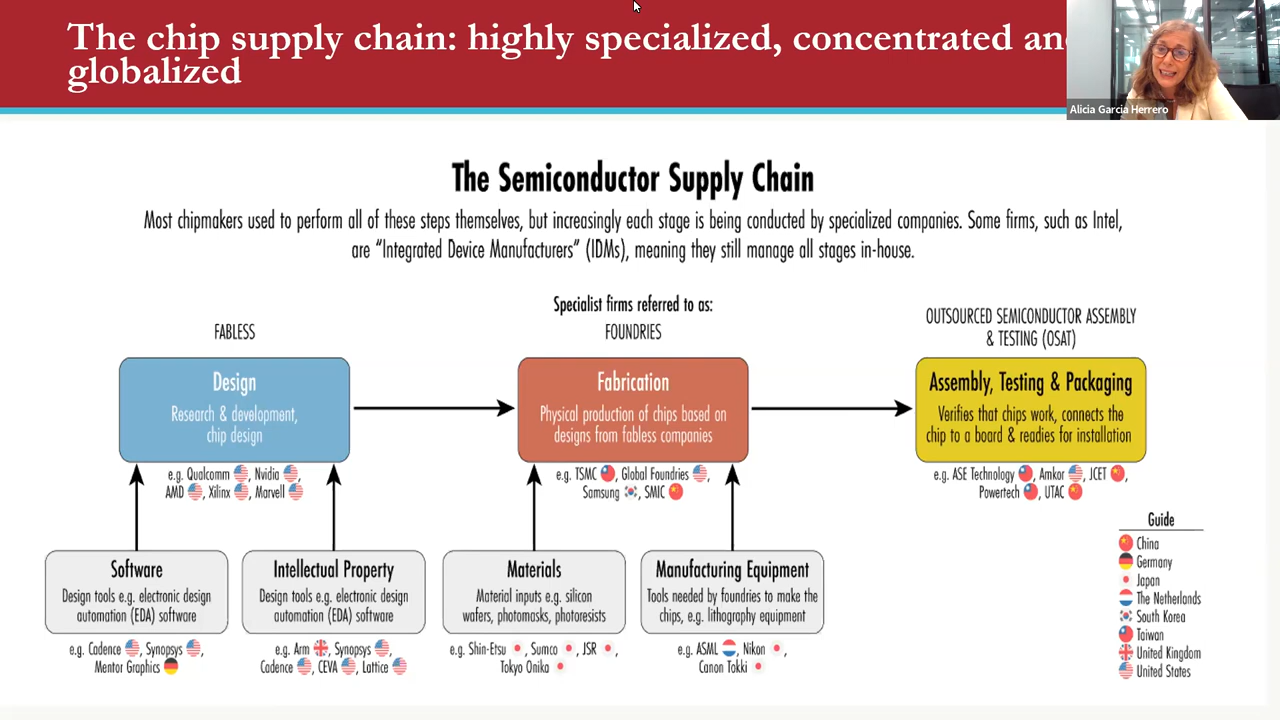 The chip supply chain: highly specialized, concentrated and
globalized
Alicia Garcia Herrero
The Semiconductor Supply Chain
Most chipmakers used to perform all of these steps themselves, but increasingly each stage is being conducted by specialized companies. Some firms, such as Intel,
are “Integrated Device Manufacturers” (IDMs), meaning they still manage all stages in-house.
Specialist firms referred to as:
FABLESS
FOUNDRIES
OUTSOURCED SEMICONDUCTOR ASSEMBLY
& TESTING (OSAT)
Design
Research & development,
chip design
e.g. Qualcomm, Nvidia,
AMD, Xilinx, Marvell
Fabrication
Physical production of chips based on
designs from fabless companies
e.g. TSMC, Global Foundries,
Samsung, SMIC
Assembly, Testing & Packaging
Verifies that chips work, connects the
chip to a board & readies for installation
e.g. ASE Technology, Amkor, JCET,
Powertech, UTAC
Software
Design tools e.g. electronic design
automation (EDA) software
e.g. Cadence, Synopsys,
Mentor Graphics
Intellectual Property
Design tools e.g. electronic design
automation (EDA) software
e.g. Arm, Synopsys,
Cadence, CEVA, Lattice
Materials
Material inputs e.g. silicon
wafers, photomasks, photoresists
e.g. Shin-Etsu, Sumco, JSR,
Tokyo Onika
Manufacturing Equipment
Tools needed by foundries to make the
chips, e.g. lithography equipment
e.g. ASML, Nikon,
Canon Tokki
Guide
China
Germany
Japan
The Netherlands
South Korea
Taiwan
United Kingdom
United States